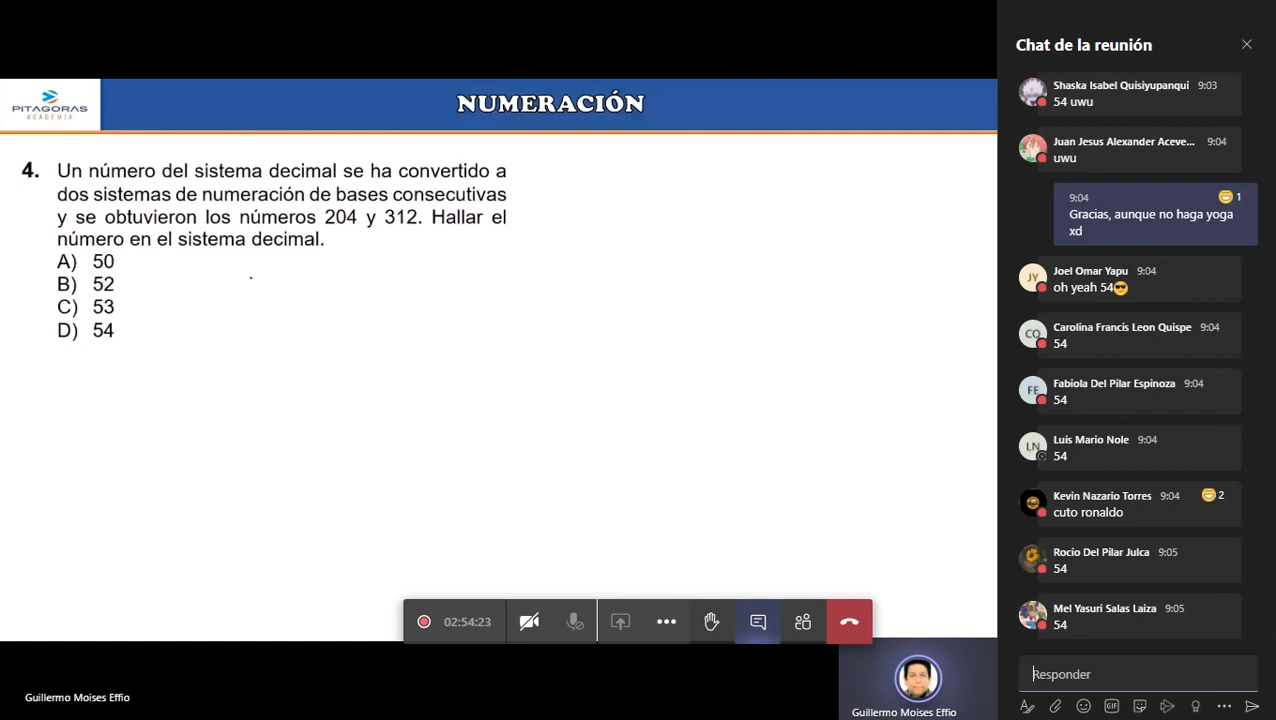 PITAGORAS
ACADEMIA
NUMERACIÓN
4. Un número del sistema decimal se ha convertido a
dos sistemas de numeración de bases consecutivas
y se obtuvieron los números 204 y 312. Hallar el
número en el sistema decimal.
A) 50
B) 52
C) 53
D) 54
02:54:23
Guillermo Moises Effio
Guillermo Moises Effio
Chat de la reunión
Shaska Isabel Quisiyupanqui 9:03
54 uwu
Juan Jesus Alexander Aceve... 9:04
uwu
9:04 1
Gracias, aunque no haga yoga
xd
JY Joel Omar Yapu 9:04
oh yeah 54😎
CQ Carolina Francis Leon Quispe 9:04
54
FE Fabiola Del Pilar Espinoza 9:04
54
LN Luis Mario Nole 9:04
54
Kevin Nazario Torres 9:04 2
cuto ronaldo
Rocio Del Pilar Julca 9:05
54
Mel Yasuri Salas Laiza 9:05
54
Responder
GIF